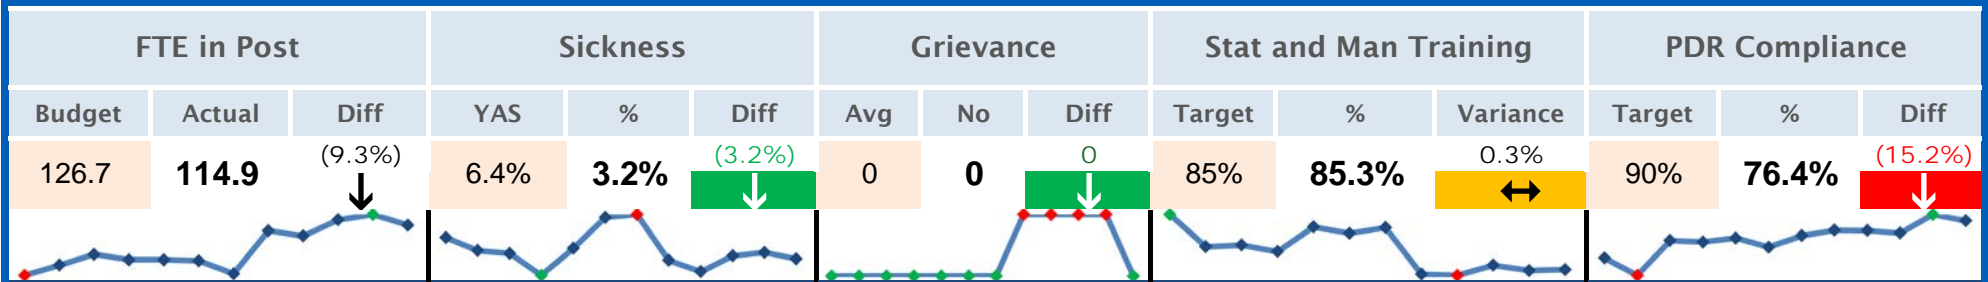 FTE in Post Sickness Grievance Stat and Man Training PDR Compliance
Budget Actual Diff YAS % Diff Avg No Diff Target % Variance Target % Diff
126.7 114.9 (9.3%) 6.4% 3.2% (3.2%) 0 0 0 85% 85.3% 0.3% 90% 76.4% (15.2%)